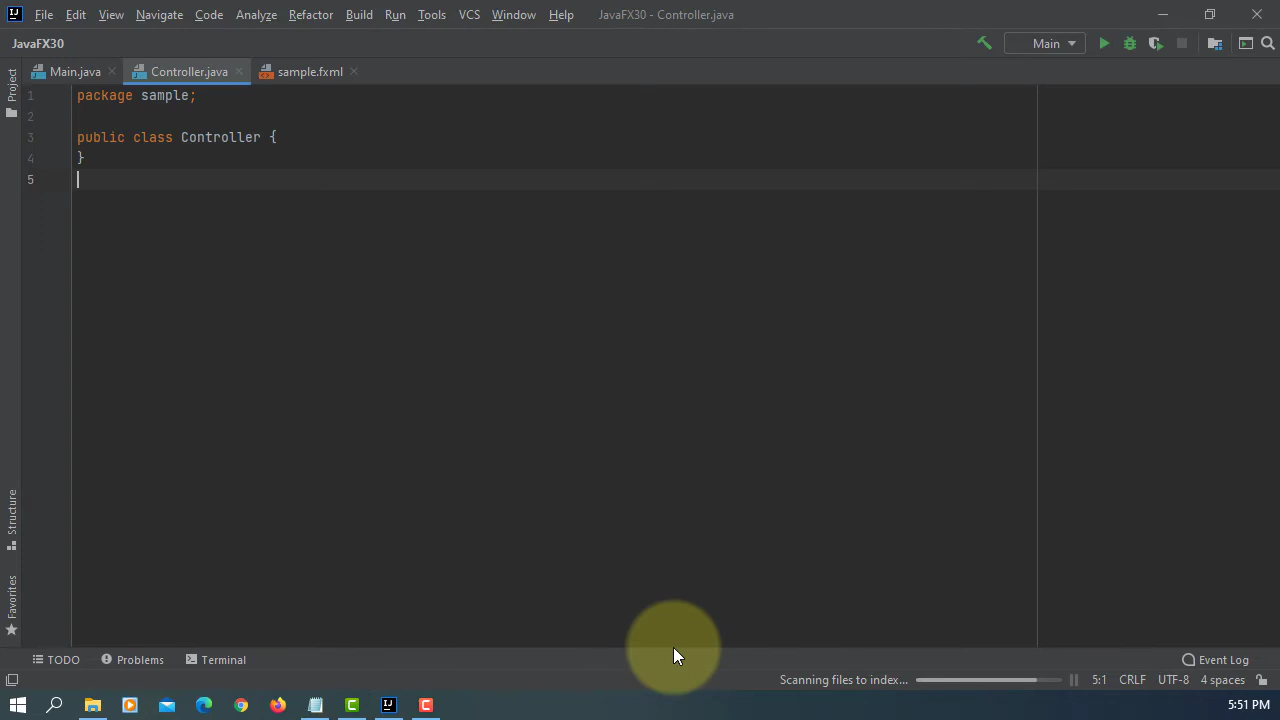 File Edit View Navigate Code Analyze Refactor Build Run Tools VCS Window Help JavaFX30 - Controller.java
JavaFX30 Main
Project
Main.java Controller.java sample.fxml
1 package sample;
2
3 public class Controller {
4 }
5
Structure
Favorites
TODO Problems Terminal Event Log
Scanning files to index... 5:1 CRLF UTF-8 4 spaces
5:51 PM